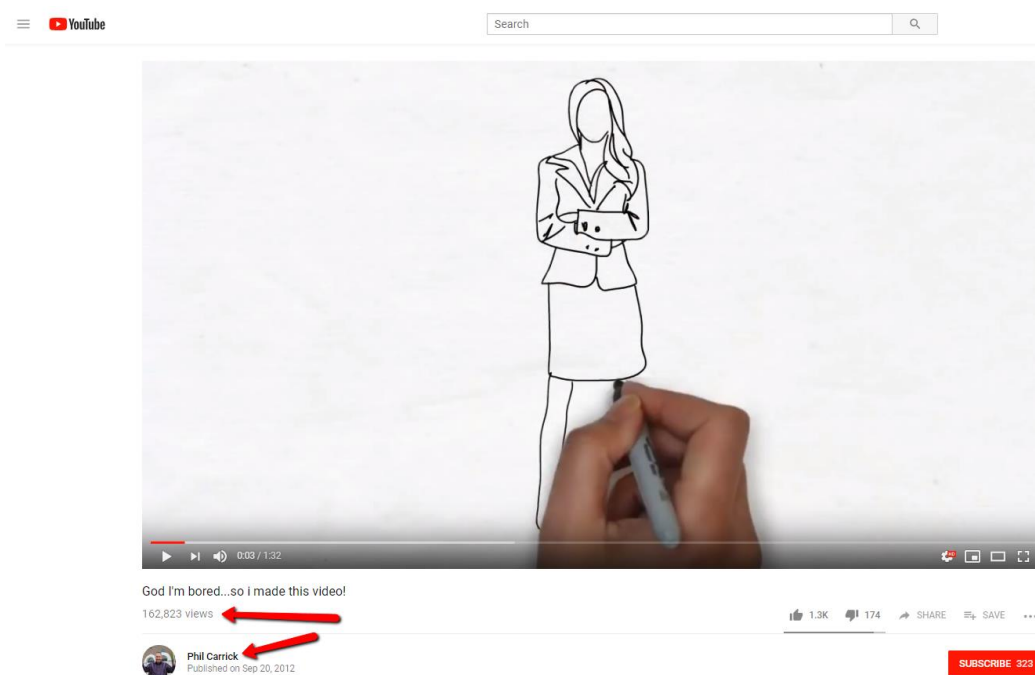 YouTube
Search
0:03 / 1:32
HD
God I'm bored...so i made this video!
162,823 views
1.3K 174 SHARE SAVE
Phil Carrick
Published on Sep 20, 2012
SUBSCRIBE 323